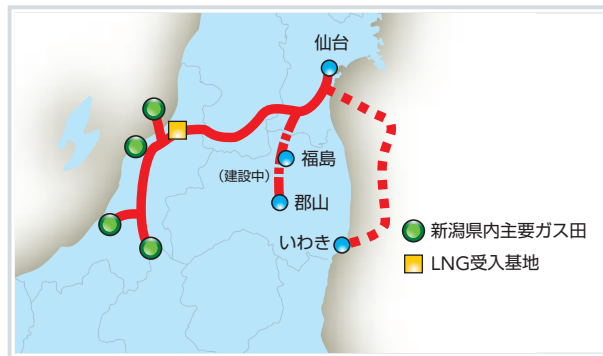 仙台
福島
（建設中）
郡山
いわき
新潟県内主要ガス田
LNG受入基地